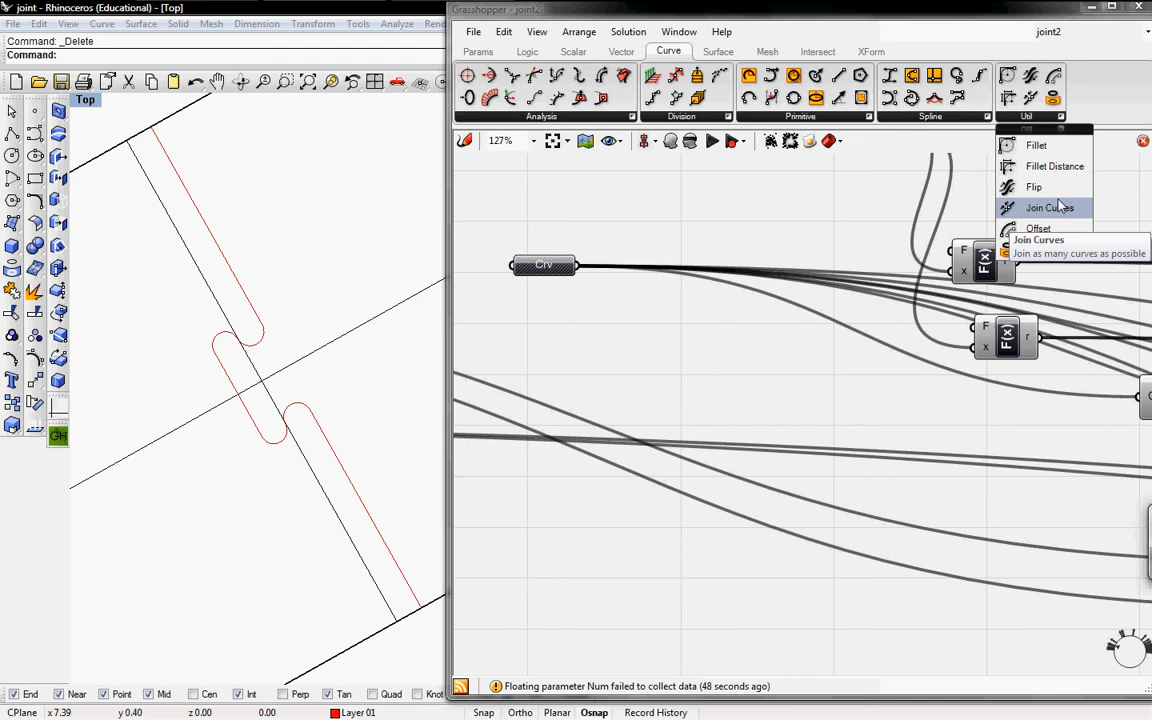 joint - Rhinoceros (Educational) - [Top]
File Edit View Curve Surface Solid Mesh Dimension Transform Tools Analyze Rend
Command: _Delete
Command:
Top
Grasshopper - joint2
File Edit View Arrange Solution Window Help
joint2
Params Logic Scalar Vector Curve Surface Mesh Intersect XForm
Analysis Division Primitive Spline Util
127%
Fillet
Fillet Distance
Flip
Join Curves
Offset
Join Curves
Join as many curves as possible
Crv
F
x
F(x)
F
x
F(x)
r
GH
Floating parameter Num failed to collect data (48 seconds ago)
End Near Point Mid Cen Int Perp Tan Quad Knot
CPlane x 7.39 y 0.40 z 0.00 0.00 Layer 01 Snap Ortho Planar Osnap Record History